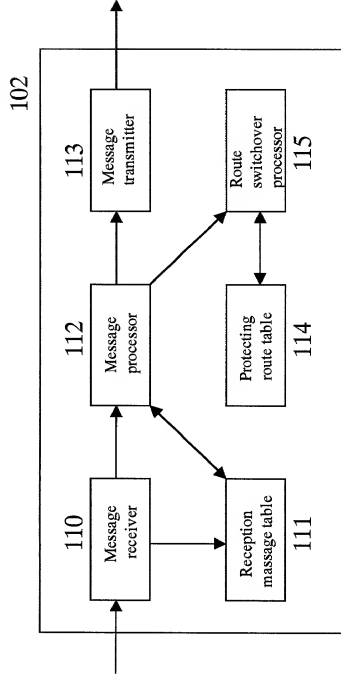 102
110
Message
receiver
112
Message
processor
113
Message
transmitter
Reception
massage table
111
Protecting
route table
114
Route
switchover
processor
115